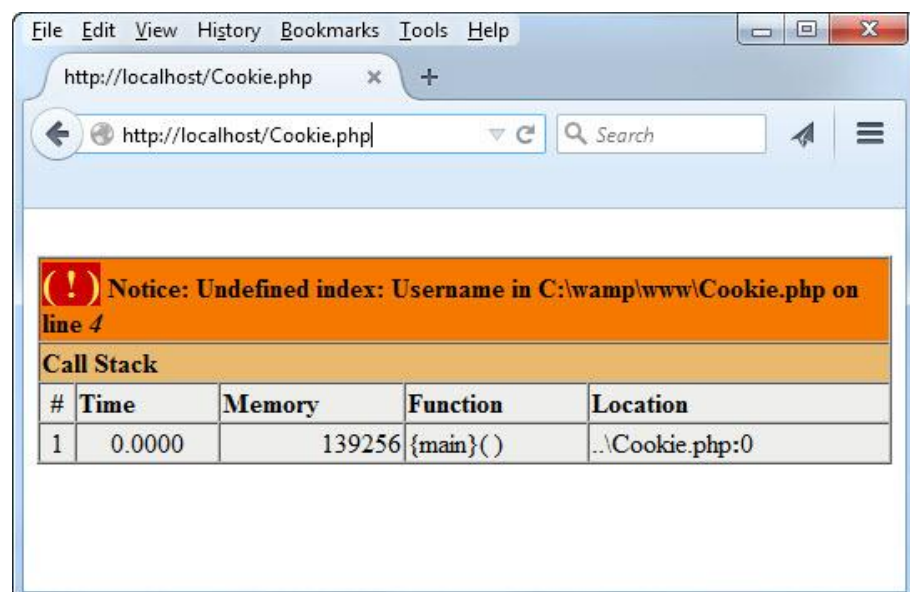 File Edit View History Bookmarks Tools Help
http://localhost/Cookie.php
http://localhost/Cookie.php Search
( ! ) Notice: Undefined index: Username in C:\wamp\www\Cookie.php on
line 4
Call Stack
# Time Memory Function Location
1 0.0000 139256 {main}( ) ..\Cookie.php:0